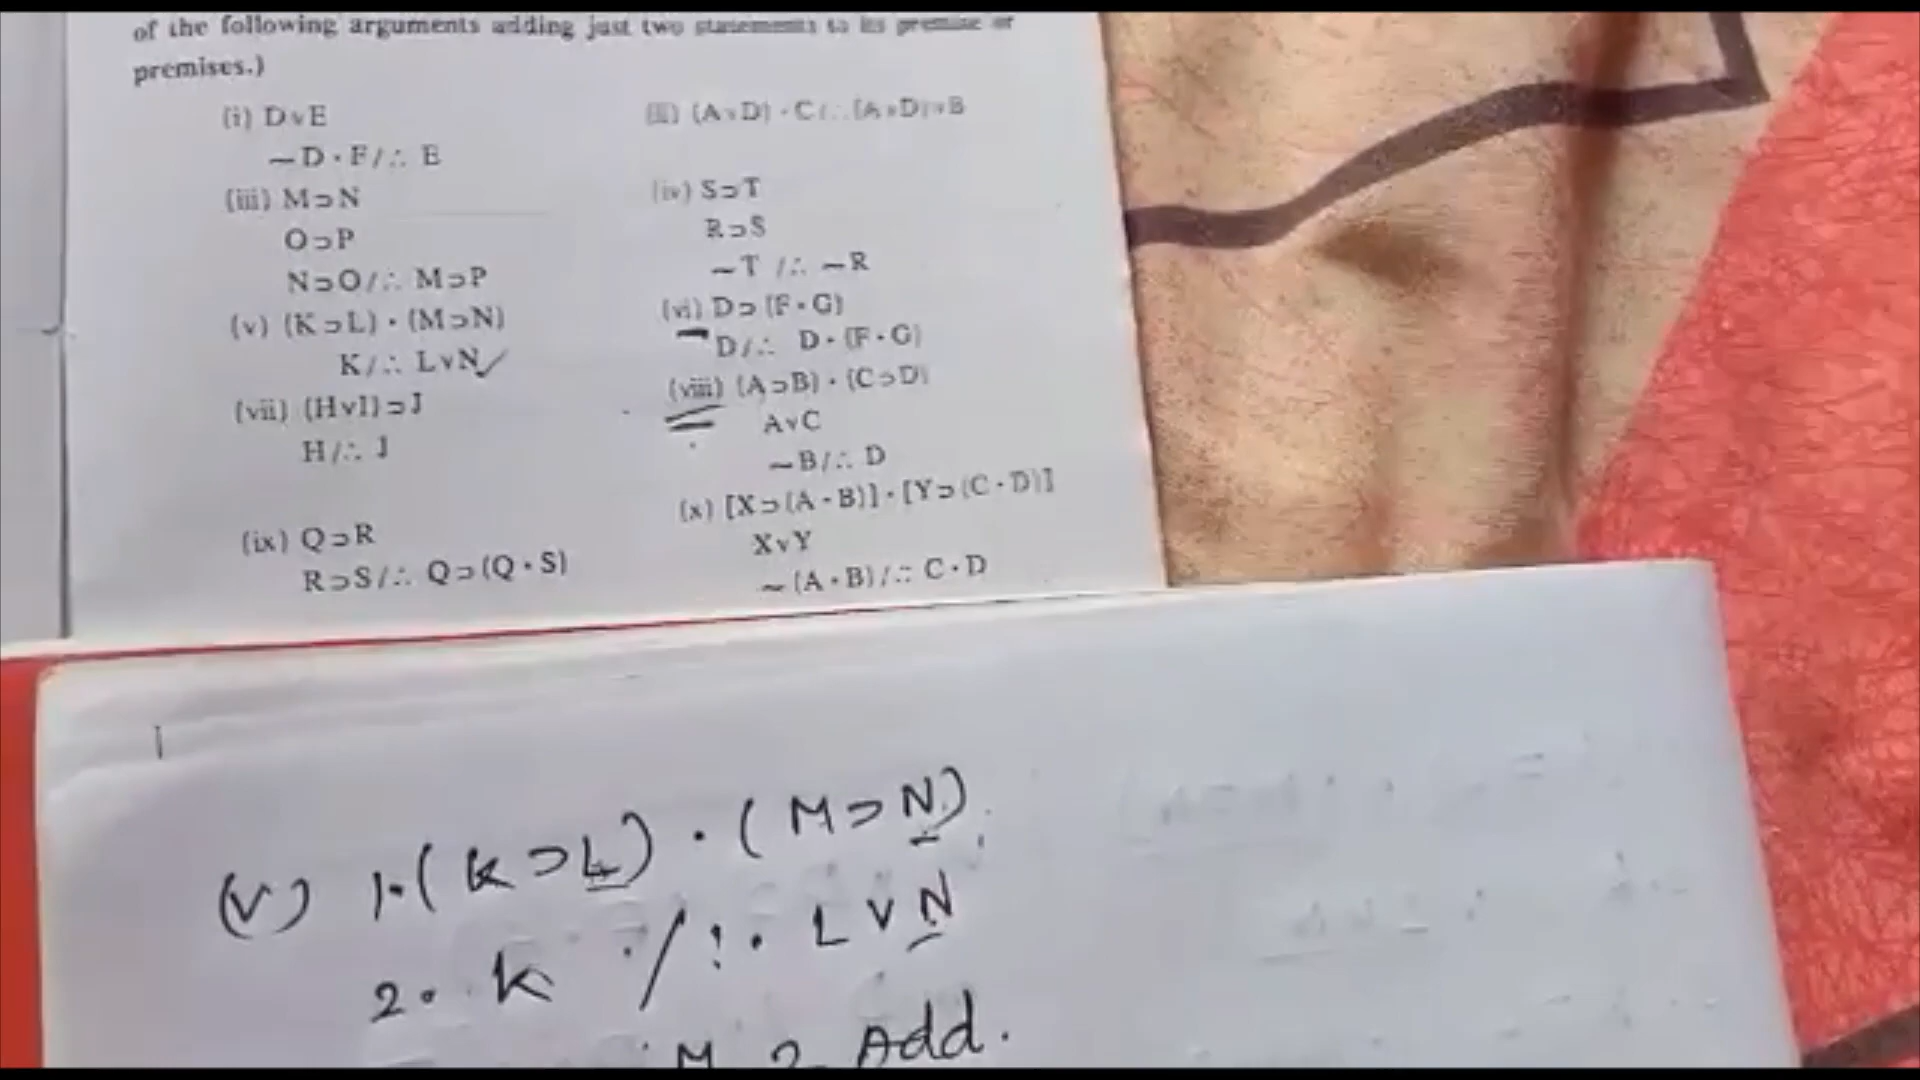 of the following arguments adding just two statements to its premise or
premises.)
(i) D∨E
∼D · F/∴ E
(ii) (A∨D) · C/∴ (A∨D)∨B
(iii) M⊃N
O⊃P
N⊃O/∴ M⊃P
(iv) S⊃T
R⊃S
∼T /∴ ∼R
(v) (K⊃L) · (M⊃N)
K/∴ L∨N
(vi) D⊃(F · G)
D/∴ D · (F · G)
(vii) (H∨I)⊃J
H/∴ J
(viii) (A⊃B) · (C⊃D)
A∨C
∼B/∴ D
(ix) Q⊃R
R⊃S/∴ Q⊃(Q · S)
(x) [X⊃(A · B)] · [Y⊃(C · D)]
X∨Y
∼(A · B)/∴ C · D
(v) 1. (K⊃L) · (M⊃N)
2. K /∴ L∨N
M 2 Add.